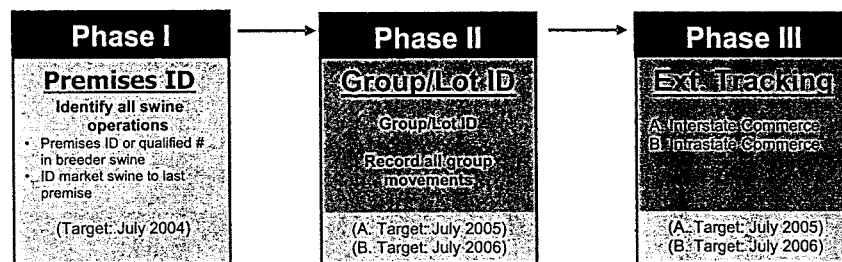 Phase I
Premises ID
Identify all swine
operations
• Premises ID or qualified #
in breeder swine
• ID market swine to last
premise
(Target: July 2004)
Phase II
Group/Lot ID
Group/Lot ID
Record all group
movements
(A. Target: July 2005)
(B. Target: July 2006)
Phase III
Ext. Tracking
A. Interstate Commerce
B. Intrastate Commerce
(A. Target: July 2005)
(B. Target: July 2006)